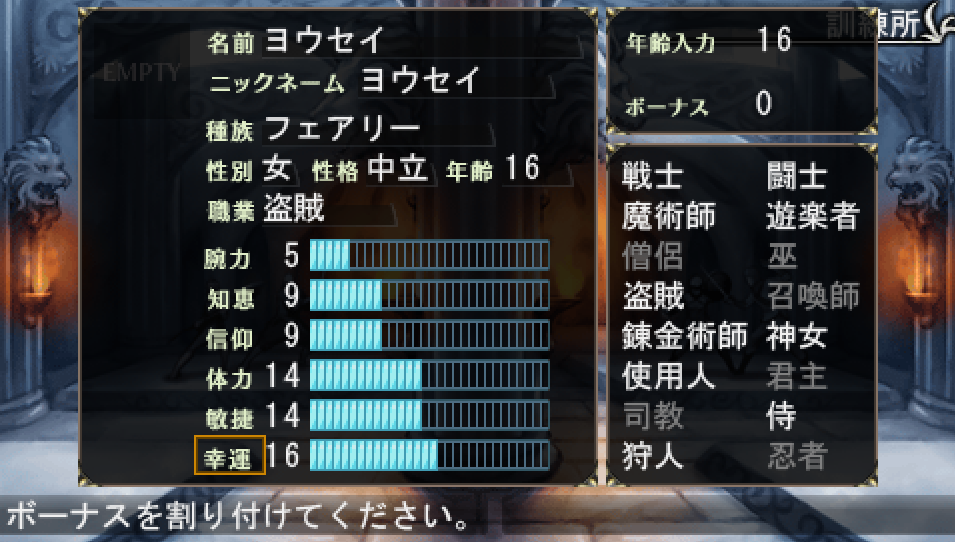 訓練所
EMPTY
名前 ヨウセイ
ニックネーム ヨウセイ
種族 フェアリー
性別 女 性格 中立 年齢 16
職業 盗賊
腕力 5
知恵 9
信仰 9
体力 14
敏捷 14
幸運 16
年齢入力 16
ボーナス 0
戦士 闘士
魔術師 遊楽者
僧侶 巫
盗賊 召喚師
錬金術師 神女
使用人 君主
司教 侍
狩人 忍者
ボーナスを割り付けてください。